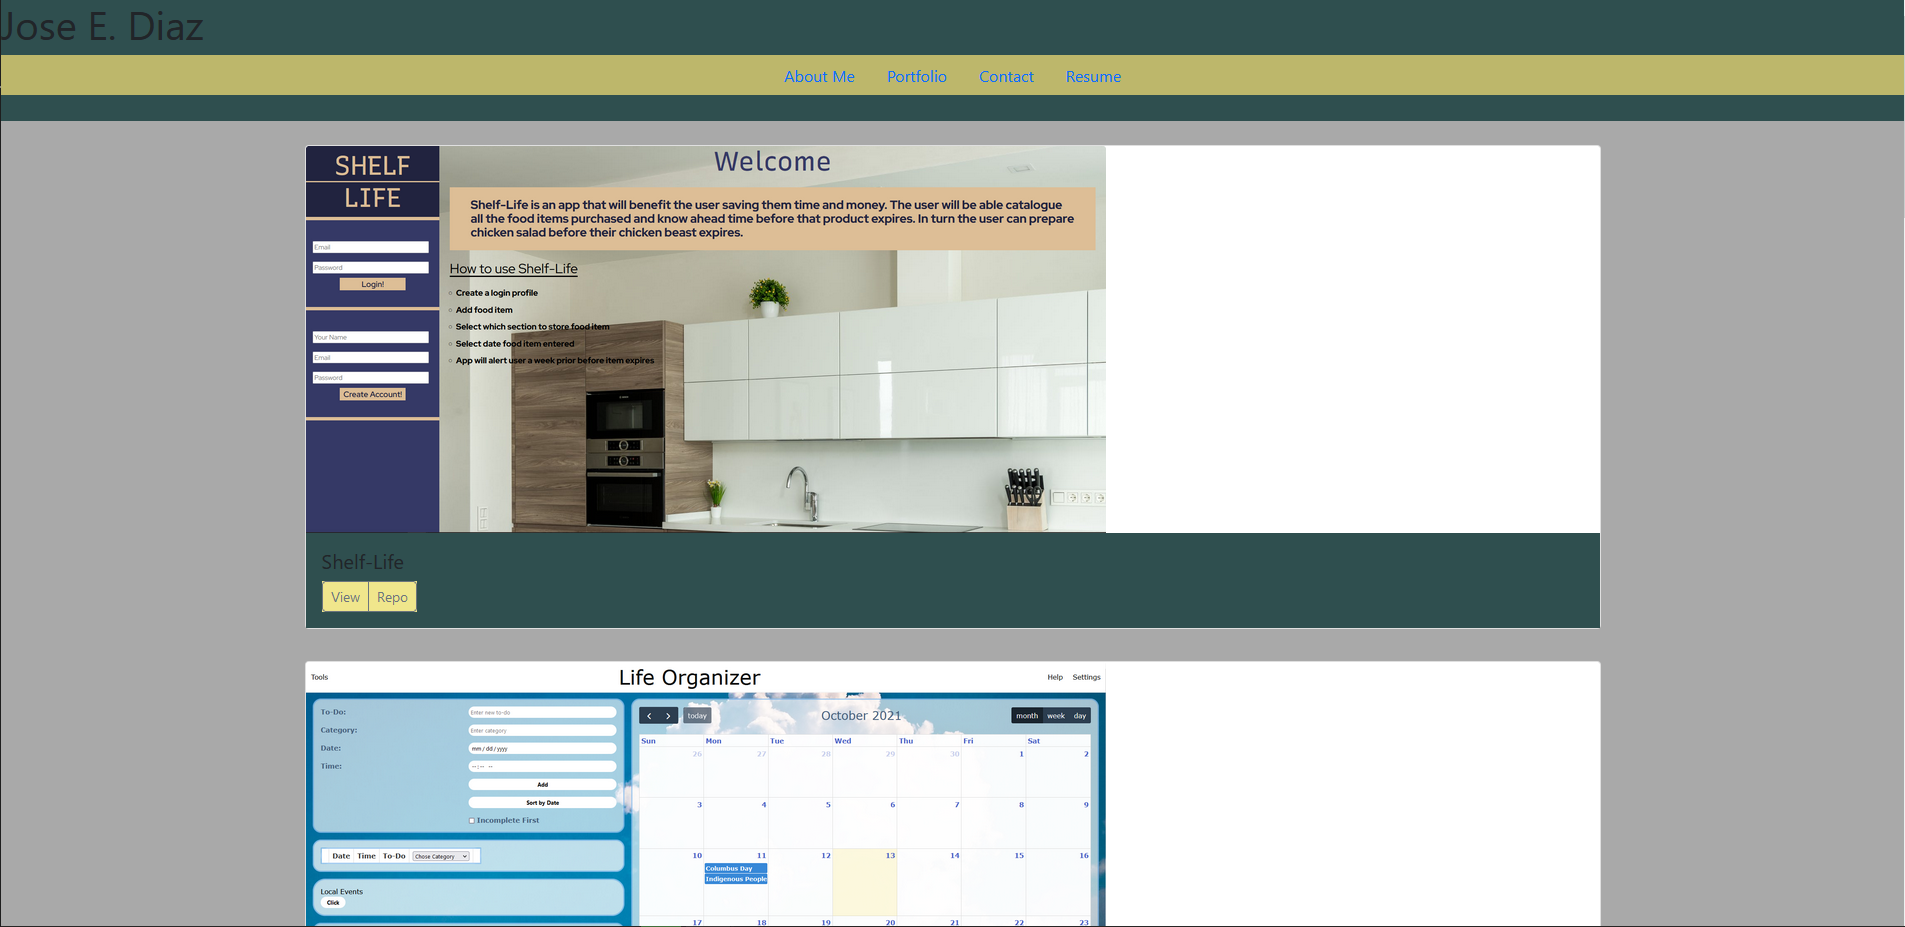 Jose E. Diaz
About Me Portfolio Contact Resume
SHELF
LIFE
Email
Password
Login!
Your Name
Email
Password
Create Account!
Welcome
Shelf-Life is an app that will benefit the user saving them time and money. The user will be able catalogue
all the food items purchased and know ahead time before that product expires. In turn the user can prepare
chicken salad before their chicken beast expires.
How to use Shelf-Life
Create a login profile
Add food item
Select which section to store food item
Select date food item entered
App will alert user a week prior before item expires
Shelf-Life
View Repo
Tools Life Organizer Help Settings
To-Do: Enter new to-do
Category: Enter category
Date: mm/dd/yyyy
Time: --:-- --
Add
Sort by Date
Incomplete First
Date Time To-Do Chose Category
Local Events
Click
today October 2021 month week day
Sun Mon Tue Wed Thu Fri Sat
26 27 28 29 30 1 2
3 4 5 6 7 8 9
10 11 12 13 14 15 16
Columbus Day
Indigenous People
17 18 19 20 21 22 23